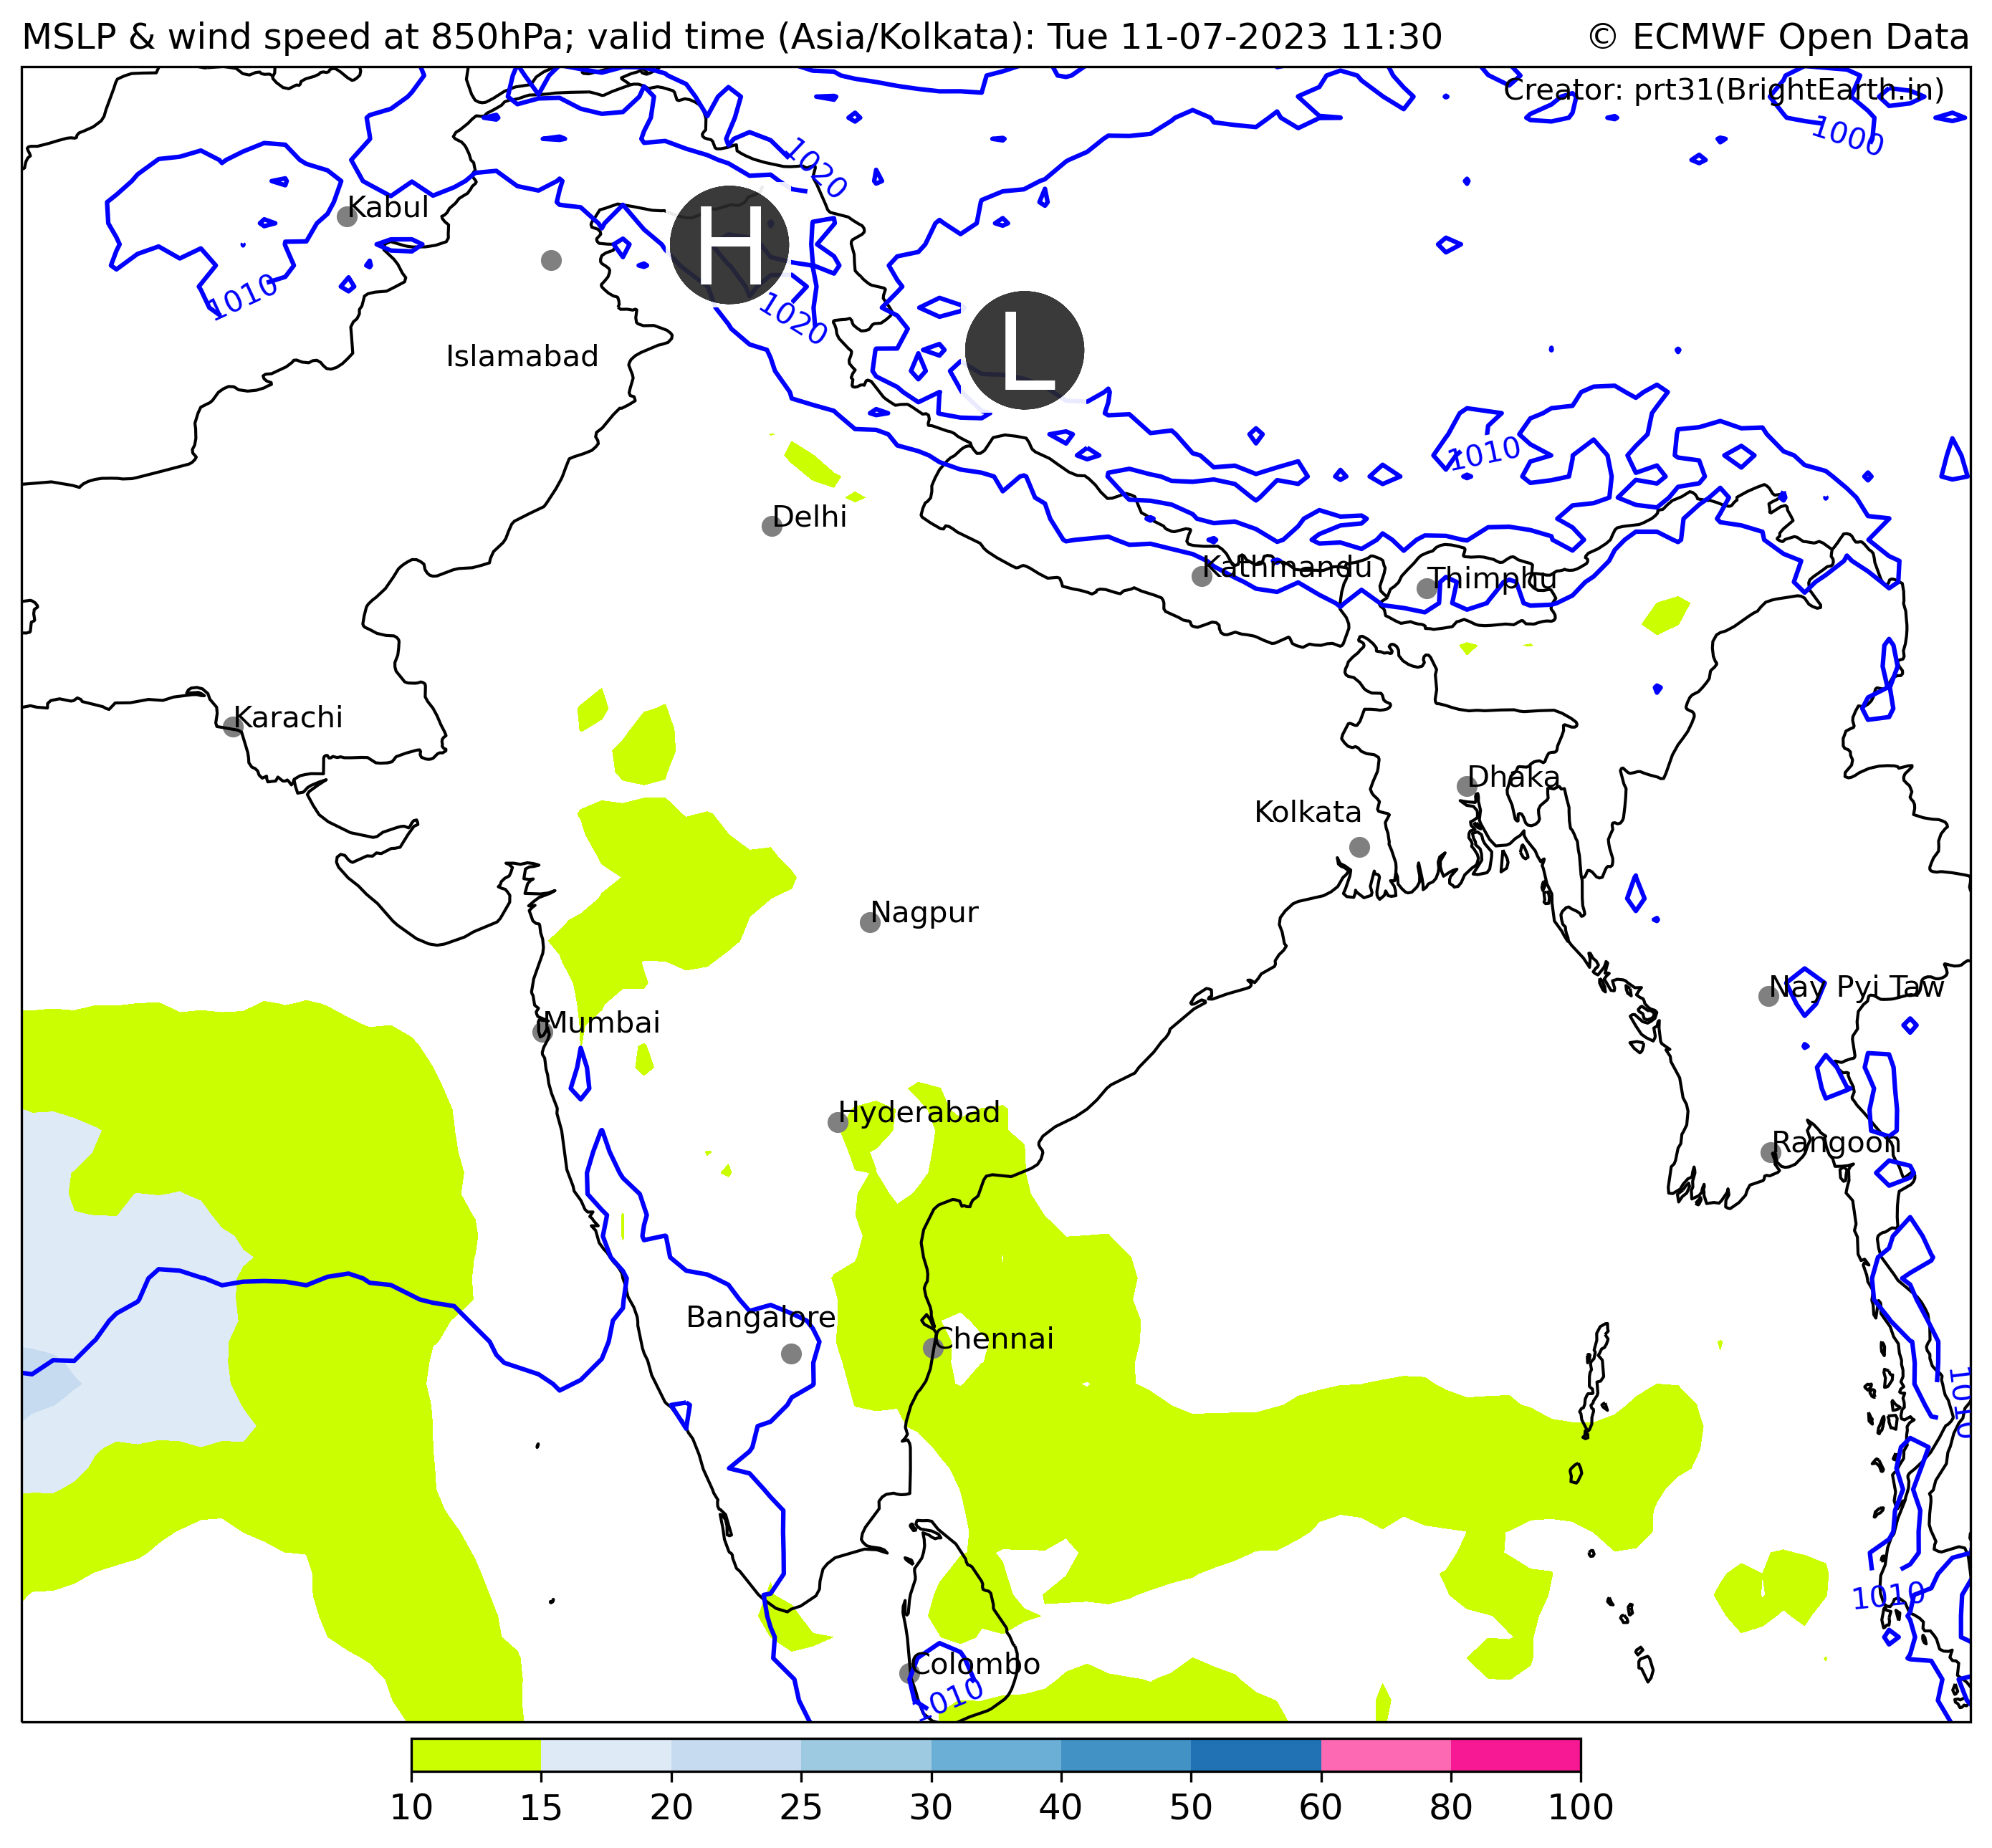 MSLP & wind speed at 850hPa; valid time (Asia/Kolkata): Tue 11-07-2023 11:30 © ECMWF Open Data
Creator: prt31(BrightEarth.in)
1000
1020
Kabul
H
1010
1020
Islamabad
L
1010
Delhi
Kathmandu
Thimphu
Karachi
Dhaka
Kolkata
Nagpur
Nay Pyi Taw
Mumbai
Hyderabad
Rangoon
Bangalore
Chennai
1010
1010
Colombo
1010
10 15 20 25 30 40 50 60 80 100